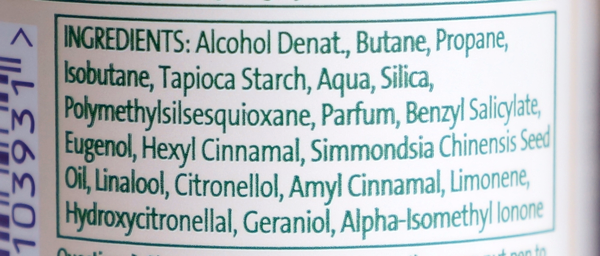 INGREDIENTS: Alcohol Denat., Butane, Propane,
Isobutane, Tapioca Starch, Aqua, Silica,
Polymethylsilsesquioxane, Parfum, Benzyl Salicylate,
Eugenol, Hexyl Cinnamal, Simmondsia Chinensis Seed
Oil, Linalool, Citronellol, Amyl Cinnamal, Limonene,
Hydroxycitronellal, Geraniol, Alpha-Isomethyl Ionone
103931 >